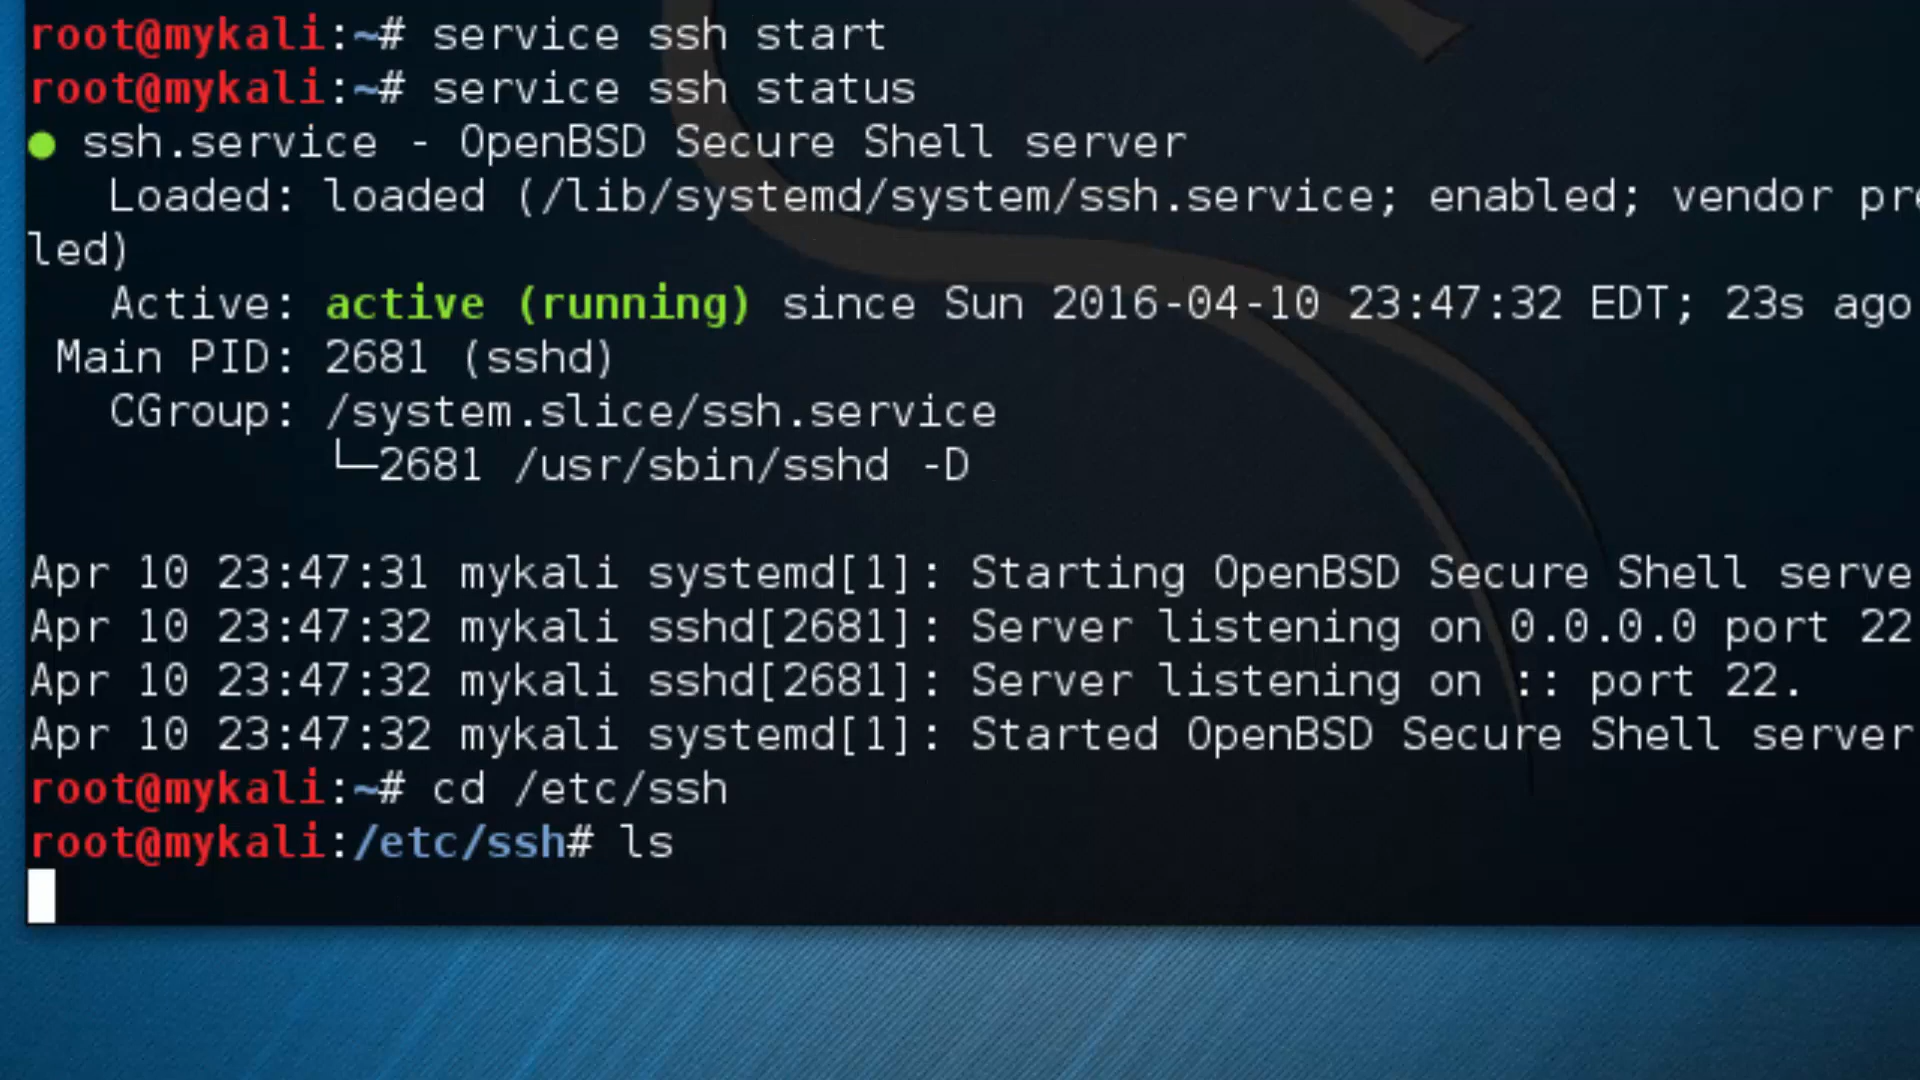 root@mykali:~# service ssh start
root@mykali:~# service ssh status
● ssh.service - OpenBSD Secure Shell server
Loaded: loaded (/lib/systemd/system/ssh.service; enabled; vendor pre
led)
Active: active (running) since Sun 2016-04-10 23:47:32 EDT; 23s ago
Main PID: 2681 (sshd)
CGroup: /system.slice/ssh.service
└─2681 /usr/sbin/sshd -D
Apr 10 23:47:31 mykali systemd[1]: Starting OpenBSD Secure Shell serve
Apr 10 23:47:32 mykali sshd[2681]: Server listening on 0.0.0.0 port 22
Apr 10 23:47:32 mykali sshd[2681]: Server listening on :: port 22.
Apr 10 23:47:32 mykali systemd[1]: Started OpenBSD Secure Shell server
root@mykali:~# cd /etc/ssh
root@mykali:/etc/ssh# ls